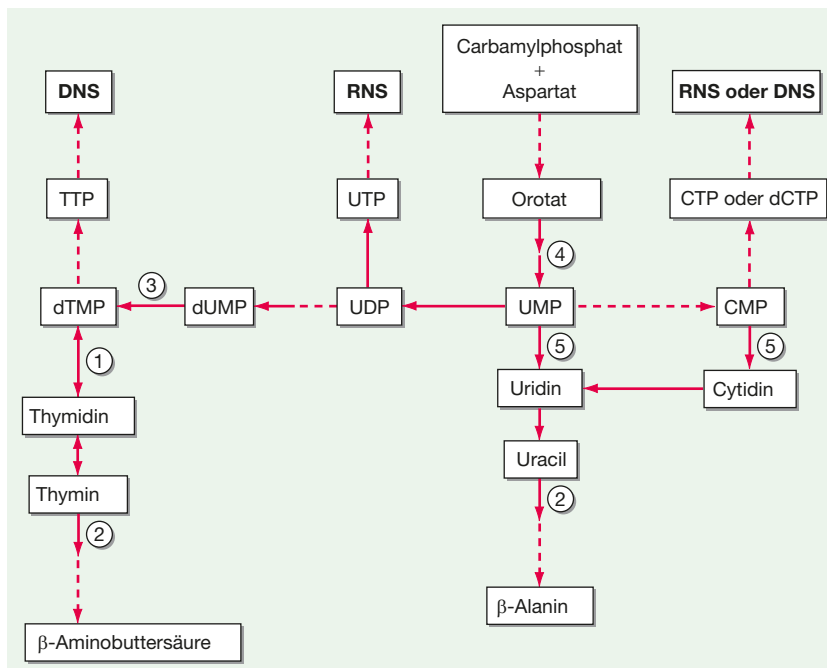 Carbamylphosphat
+
Aspartat
DNS
RNS
RNS oder DNS
TTP
UTP
Orotat
CTP oder dCTP
4
3
dTMP
dUMP
UDP
UMP
CMP
1
5
5
Thymidin
Uridin
Cytidin
Uracil
Thymin
2
2
β-Alanin
β-Aminobuttersäure